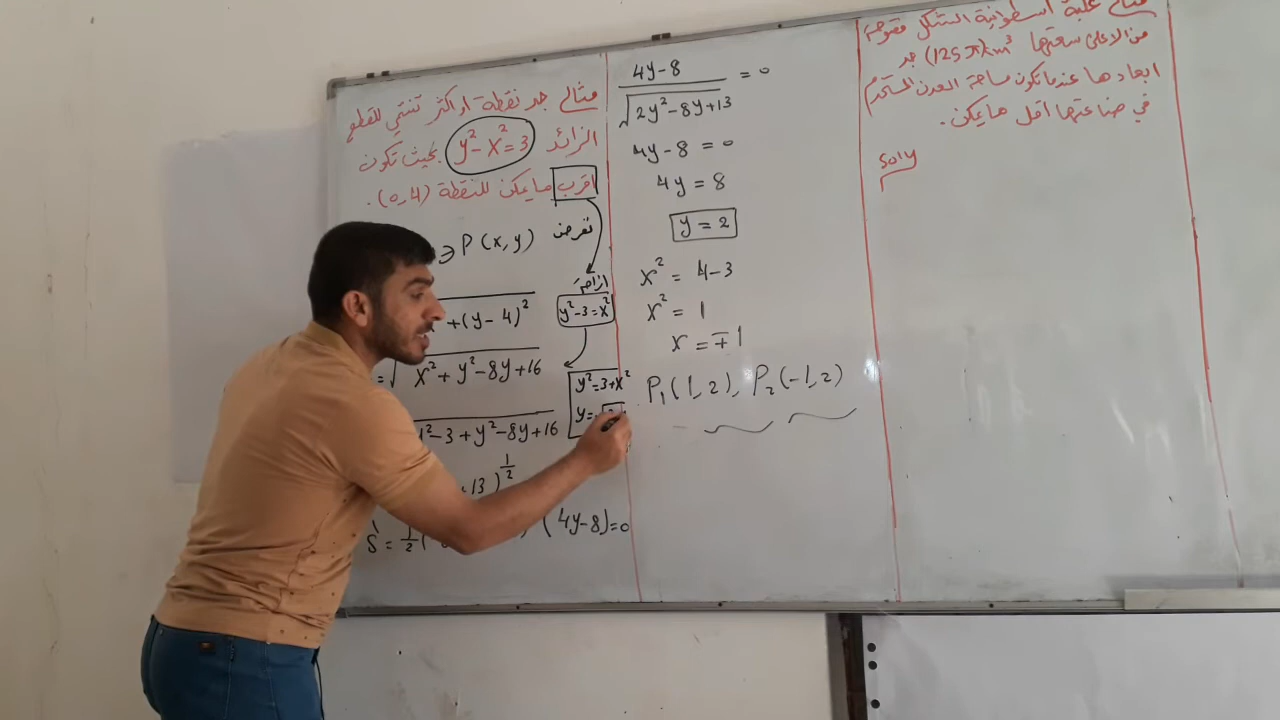 مثال جد نقطة او اكثر تنتمي للقطع
الزائد y²-x²=3 بحيث تكون
اقرب ما يمكن للنقطة (0,4).
نفرض P(x, y) ∈
+(y-4)²
y²-3=x²
= √x²+y²-8y+16
y²=3+x²
y=
²-3+y²-8y+16
+13)^½
S' = ½( (4y-8)=0
(4y-8)/√(2y²-8y+13) = 0
4y-8=0
4y=8
y=2
x²=4-3
x²=1
x=∓1
P₁(1,2), P₂(-1,2)
مثال علبة اسطوانية الشكل مفتوحة
من الاعلى سعتها (125π)cm³ جد
ابعادها عندما تكون مساحة المعدن المستخدم
في صناعتها اقل ما يمكن.
soly